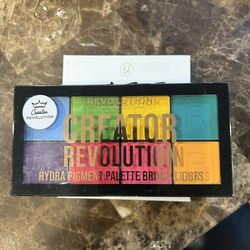 Creator
REVOLUTION
REVOLUTION
CREATOR
REVOLUTION
HYDRA PIGMENT PALETTE BRIGHT LIGHTS